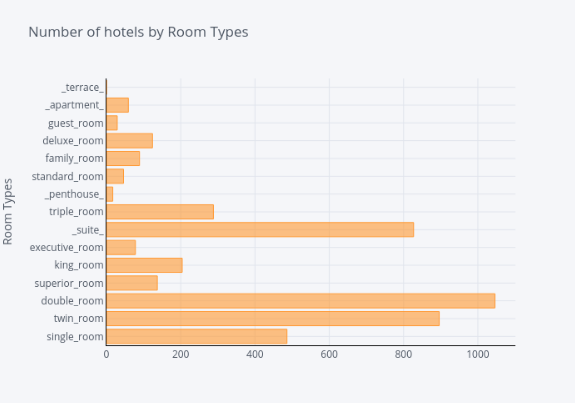 Number of hotels by Room Types
Room Types
_terrace_
_apartment_
guest_room
deluxe_room
family_room
standard_room
_penthouse_
triple_room
_suite_
executive_room
king_room
superior_room
double_room
twin_room
single_room
0 200 400 600 800 1000